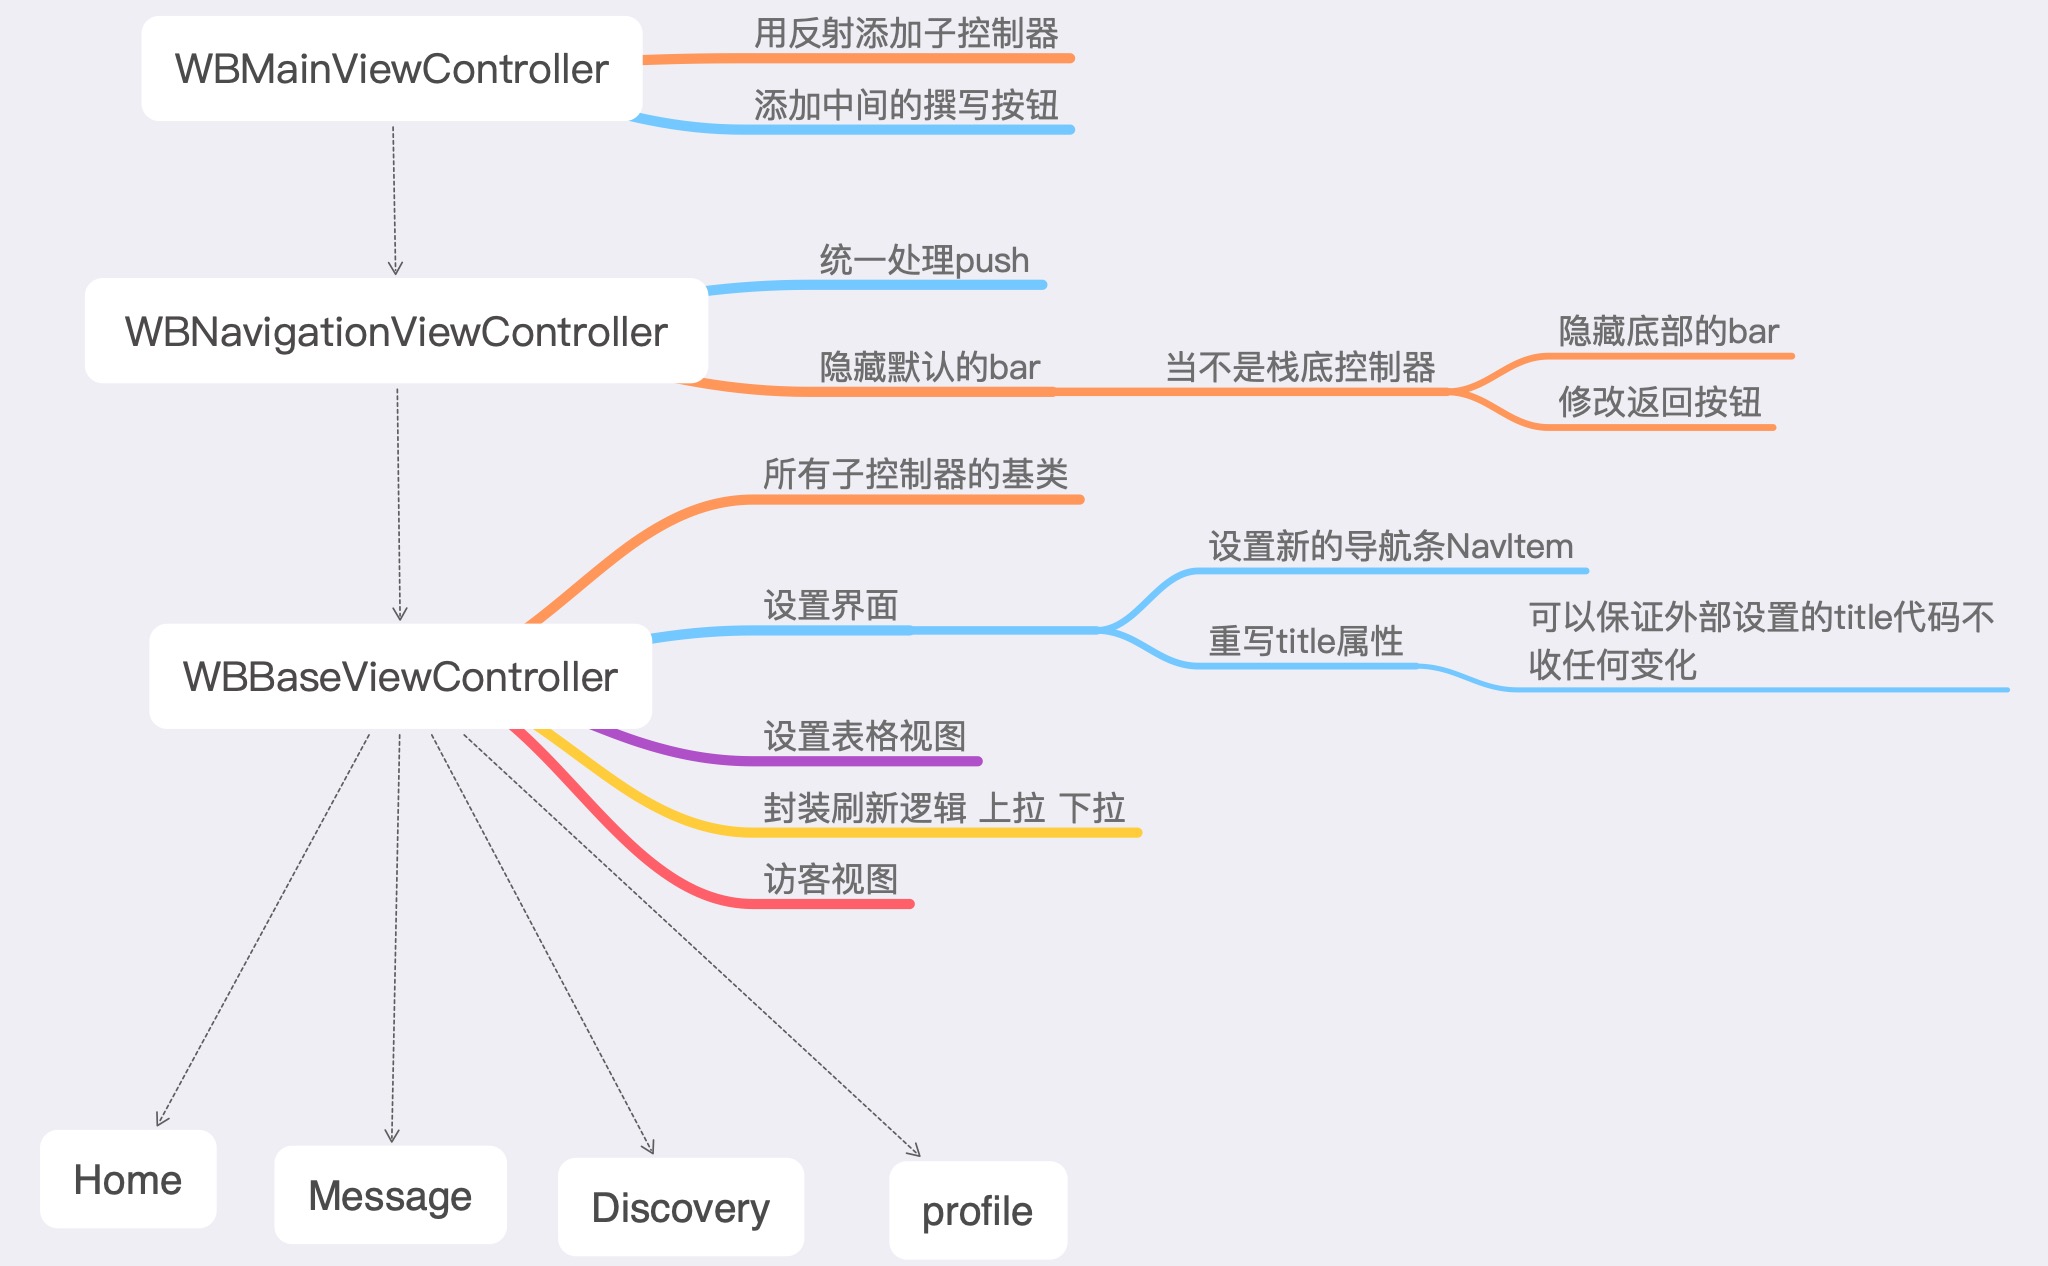 WBMainViewController
用反射添加子控制器
添加中间的撰写按钮
WBNavigationViewController
统一处理push
隐藏默认的bar
当不是栈底控制器
隐藏底部的bar
修改返回按钮
WBBaseViewController
所有子控制器的基类
设置界面
设置新的导航条NavItem
重写title属性
可以保证外部设置的title代码不
收任何变化
设置表格视图
封装刷新逻辑 上拉 下拉
访客视图
Home
Message
Discovery
profile